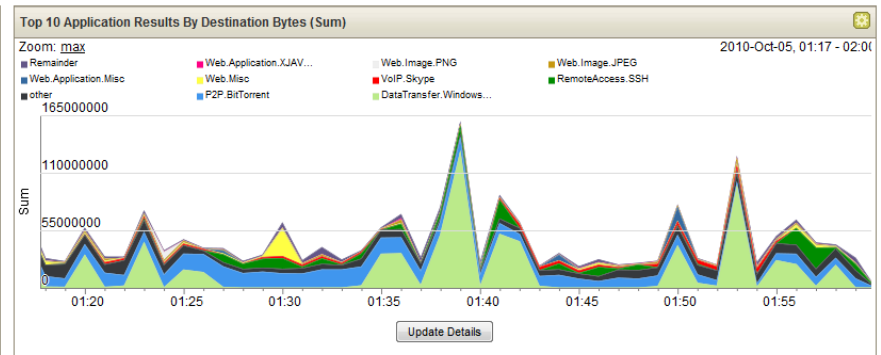 Top 10 Application Results By Destination Bytes (Sum)
Zoom: max 2010-Oct-05, 01:17 - 02:00
Remainder Web.Application.XJAV... Web.Image.PNG Web.Image.JPEG
Web.Application.Misc Web.Misc VoIP.Skype RemoteAccess.SSH
other P2P.BitTorrent DataTransfer.Windows...
165000000
110000000
Sum
55000000
0
01:20 01:25 01:30 01:35 01:40 01:45 01:50 01:55
Update Details